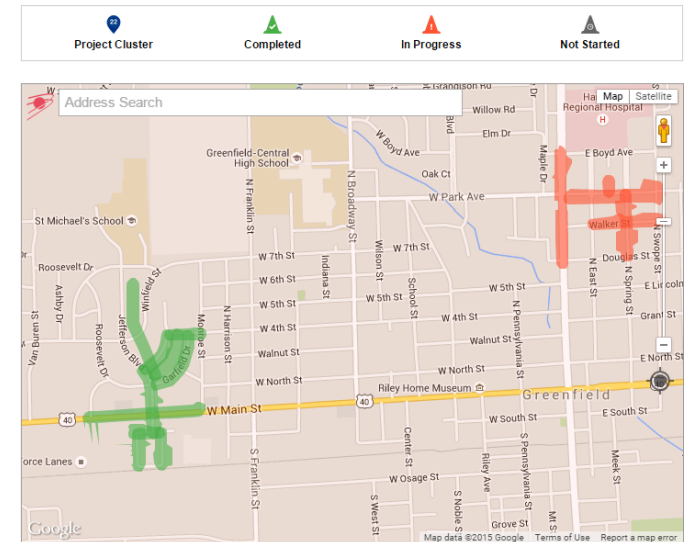 22
Project Cluster
Completed
In Progress
Not Started
Address Search
Map
Satellite
Grandison Rd
Regional Hospital
H
Willow Rd
Elm Dr
Blvd
Dr
W Boyd Ave
E Boyd Ave
Maple Dr
Greenfield-Central
High School
Oak Ct
W Park Ave
N Franklin St
N Broadway St
St Michael's School
Walker St
N Swope St
W 7th St
W 7th St
Douglas St
Roosevelt Dr
Winfield St
Indiana St
Wilson St
School St
N East St
N Spring St
W 6th St
W 5th St
W 5th St
W 5th St
E Lincoln
Ashby Dr
Van Buren St
Roosevelt Dr
Jefferson Blvd
Monroe St
N Harrison St
W 4th St
W 4th St
Grant St
N Pennsylvania St
Walnut St
Walnut St
Garfield Dr
E North St
W North St
W North St
Riley Home Museum
40
40
W Main St
Greenfield
W South St
E South St
Center St
S Pennsylvania St
orce Lanes
S Franklin St
Riley Ave
Meek St
W Osage St
S West St
S Noble S
Mt S
Grove St
Google
Map data ©2015 Google
Terms of Use
Report a map error